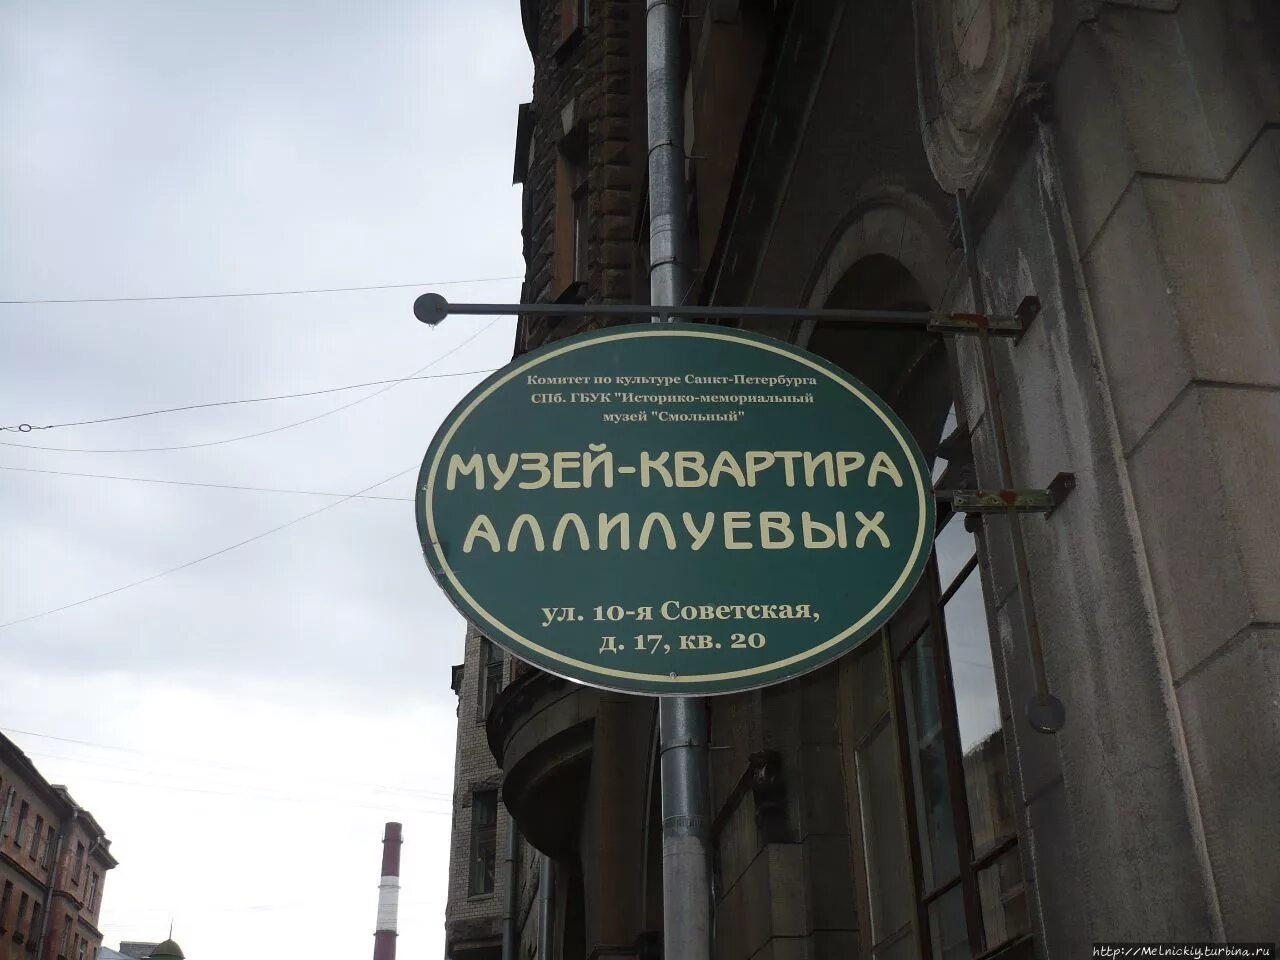 Комитет по культуре Санкт-Петербурга
СПб. ГБУК "Историко-мемориальный
музей "Смольный"
МУЗЕЙ-КВАРТИРА
АЛЛИЛУЕВЫХ
ул. 10-я Советская,
д. 17, кв. 20
http://Melnickiy.turbina.ru